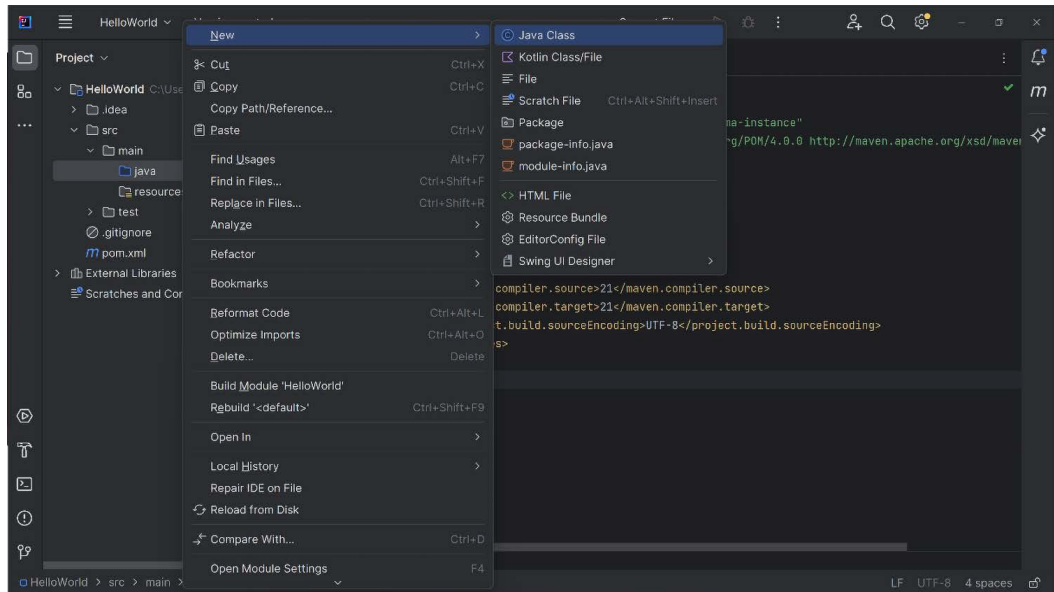 HelloWorld
Project
HelloWorld C:\Use
.idea
src
main
java
resource
test
.gitignore
pom.xml
External Libraries
Scratches and Cor
New
Cut Ctrl+X
Copy Ctrl+C
Copy Path/Reference...
Paste Ctrl+V
Find Usages Alt+F7
Find in Files... Ctrl+Shift+F
Replace in Files... Ctrl+Shift+R
Analyze
Refactor
Bookmarks
Reformat Code Ctrl+Alt+L
Optimize Imports Ctrl+Alt+O
Delete... Delete
Build Module 'HelloWorld'
Rebuild '<default>' Ctrl+Shift+F9
Open In
Local History
Repair IDE on File
Reload from Disk
Compare With... Ctrl+D
Open Module Settings F4
Java Class
Kotlin Class/File
File
Scratch File Ctrl+Alt+Shift+Insert
Package
package-info.java
module-info.java
HTML File
Resource Bundle
EditorConfig File
Swing UI Designer
ma-instance"
rg/POM/4.0.0 http://maven.apache.org/xsd/maven
compiler.source>21</maven.compiler.source>
compiler.target>21</maven.compiler.target>
t.build.sourceEncoding>UTF-8</project.build.sourceEncoding>
s>
m
HelloWorld > src > main >
LF UTF-8 4 spaces